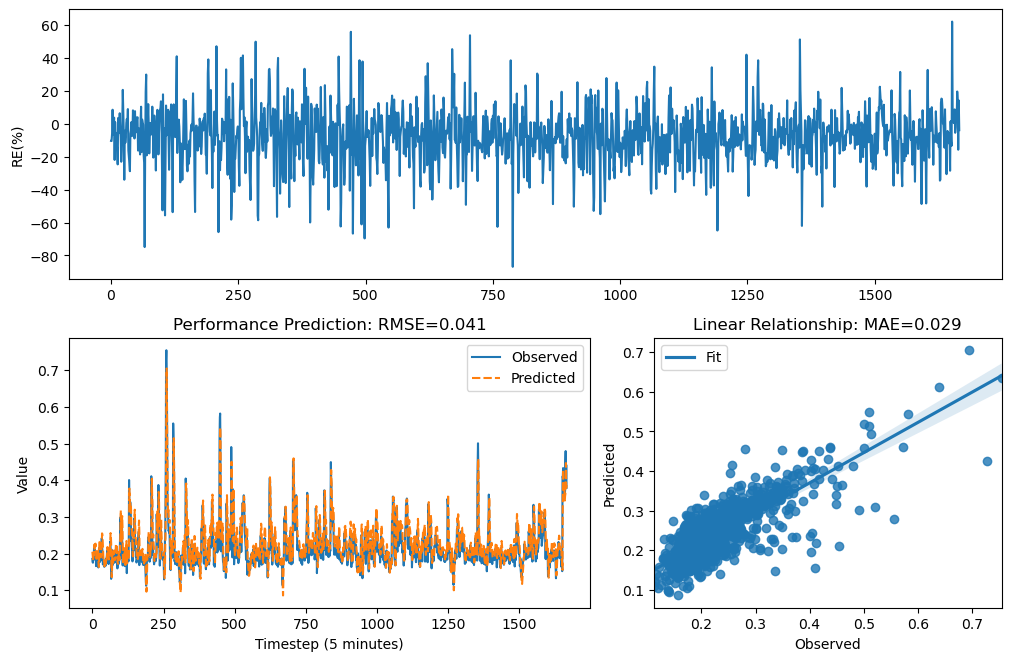 RE(%)
60
40
20
0
−20
−40
−60
−80
0 250 500 750 1000 1250 1500
Performance Prediction: RMSE=0.041
Value
0.7
0.6
0.5
0.4
0.3
0.2
0.1
Observed
Predicted
0 250 500 750 1000 1250 1500
Timestep (5 minutes)
Linear Relationship: MAE=0.029
Predicted
0.7
0.6
0.5
0.4
0.3
0.2
0.1
Fit
0.2 0.3 0.4 0.5 0.6 0.7
Observed